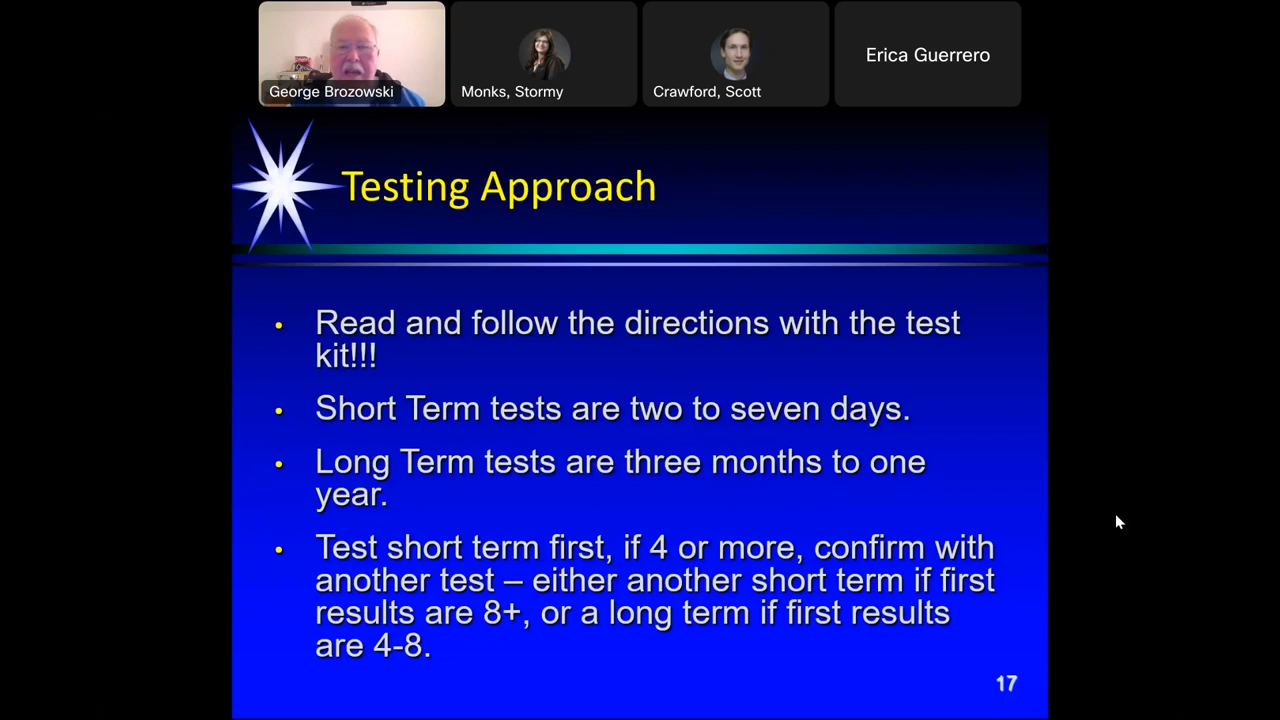 George Brozowski
Monks, Stormy
Crawford, Scott
Erica Guerrero
Testing Approach
• Read and follow the directions with the test
kit!!!
• Short Term tests are two to seven days.
• Long Term tests are three months to one
year.
• Test short term first, if 4 or more, confirm with
another test – either another short term if first
results are 8+, or a long term if first results
are 4-8.
17